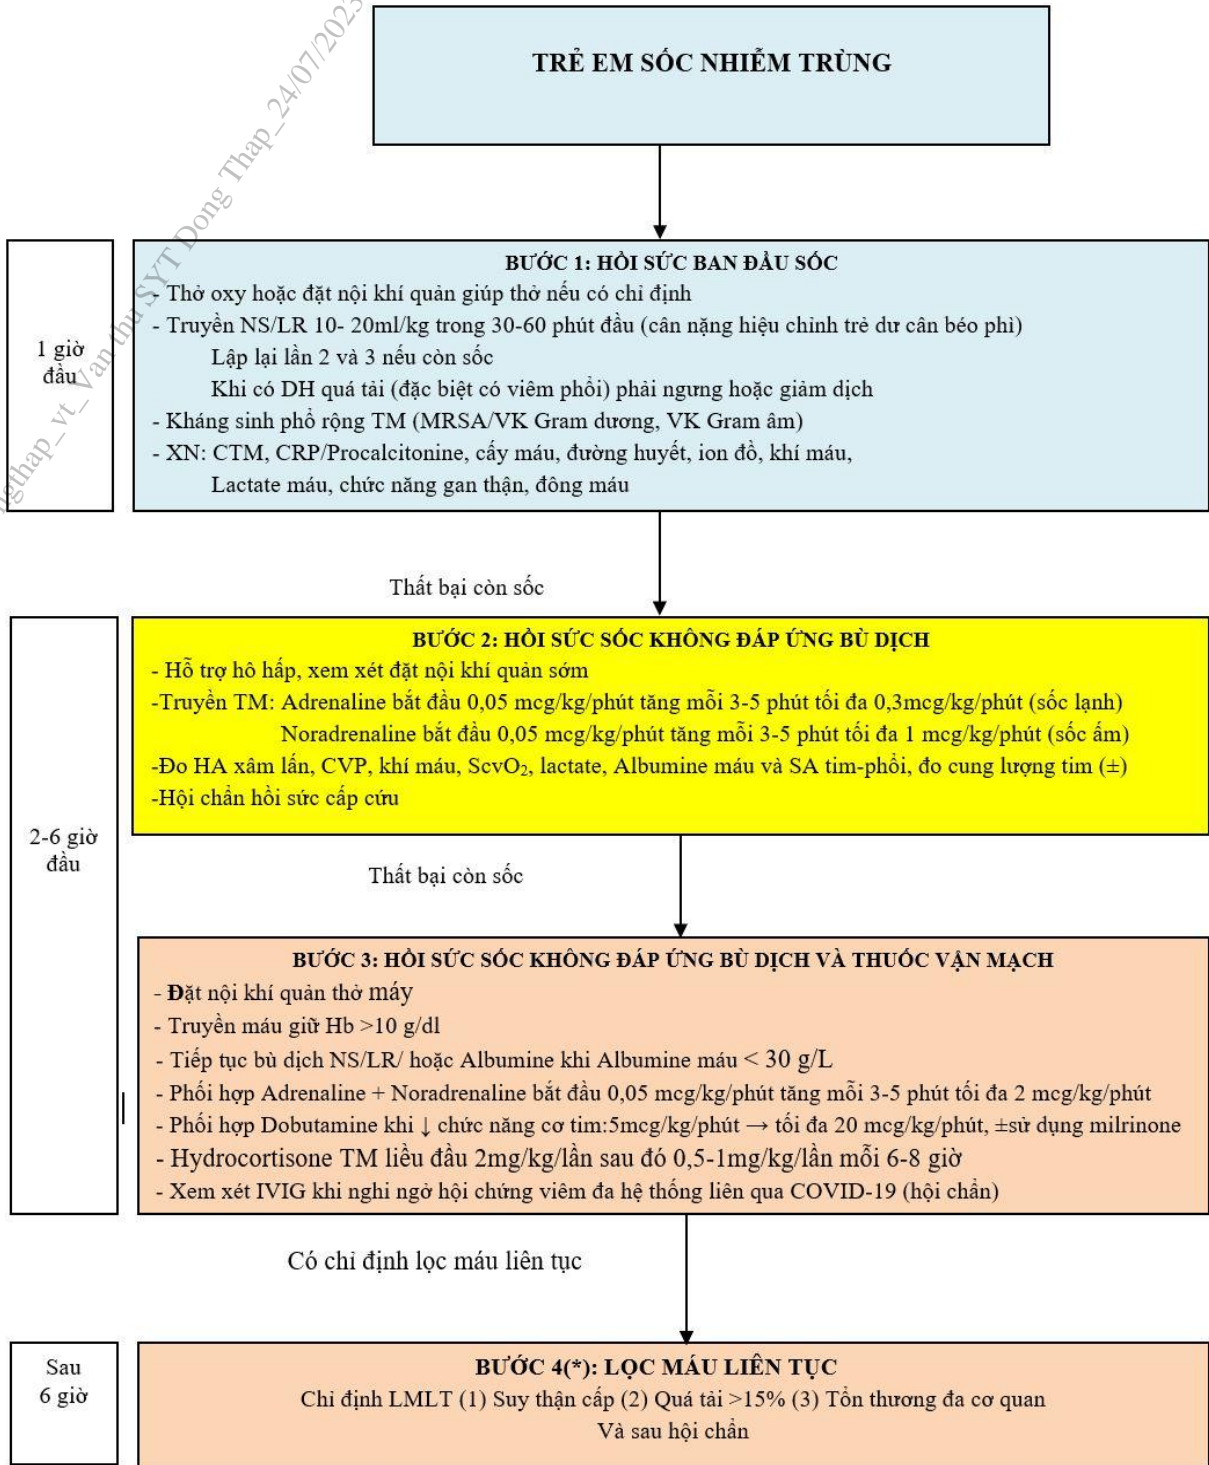 TRẺ EM SỐC NHIỄM TRÙNG
ngthap_vt_Van thu SYT Dong Thap_24/07/2023
1 giờ
đầu
BƯỚC 1: HỒI SỨC BAN ĐẦU SỐC
- Thở oxy hoặc đặt nội khí quản giúp thở nếu có chỉ định
- Truyền NS/LR 10- 20ml/kg trong 30-60 phút đầu (cân nặng hiệu chỉnh trẻ dư cân béo phì)
Lập lại lần 2 và 3 nếu còn sốc
Khi có DH quá tải (đặc biệt có viêm phổi) phải ngưng hoặc giảm dịch
- Kháng sinh phổ rộng TM (MRSA/VK Gram dương, VK Gram âm)
- XN: CTM, CRP/Procalcitonine, cấy máu, đường huyết, ion đồ, khí máu,
Lactate máu, chức năng gan thận, đông máu
Thất bại còn sốc
2-6 giờ
đầu
BƯỚC 2: HỒI SỨC SỐC KHÔNG ĐÁP ỨNG BÙ DỊCH
- Hỗ trợ hô hấp, xem xét đặt nội khí quản sớm
-Truyền TM: Adrenaline bắt đầu 0,05 mcg/kg/phút tăng mỗi 3-5 phút tối đa 0,3mcg/kg/phút (sốc lạnh)
Noradrenaline bắt đầu 0,05 mcg/kg/phút tăng mỗi 3-5 phút tối đa 1 mcg/kg/phút (sốc ấm)
-Đo HA xâm lấn, CVP, khí máu, ScvO₂, lactate, Albumine máu và SA tim-phổi, đo cung lượng tim (±)
-Hội chẩn hồi sức cấp cứu
Thất bại còn sốc
BƯỚC 3: HỒI SỨC SỐC KHÔNG ĐÁP ỨNG BÙ DỊCH VÀ THUỐC VẬN MẠCH
- Đặt nội khí quản thở máy
- Truyền máu giữ Hb >10 g/dl
- Tiếp tục bù dịch NS/LR/ hoặc Albumine khi Albumine máu < 30 g/L
- Phối hợp Adrenaline + Noradrenaline bắt đầu 0,05 mcg/kg/phút tăng mỗi 3-5 phút tối đa 2 mcg/kg/phút
- Phối hợp Dobutamine khi ↓ chức năng cơ tim:5mcg/kg/phút → tối đa 20 mcg/kg/phút, ±sử dụng milrinone
- Hydrocortisone TM liều đầu 2mg/kg/lần sau đó 0,5-1mg/kg/lần mỗi 6-8 giờ
- Xem xét IVIG khi nghi ngờ hội chứng viêm đa hệ thống liên qua COVID-19 (hội chẩn)
Có chỉ định lọc máu liên tục
Sau
6 giờ
BƯỚC 4(*): LỌC MÁU LIÊN TỤC
Chỉ định LMLT (1) Suy thận cấp (2) Quá tải >15% (3) Tổn thương đa cơ quan
Và sau hội chẩn